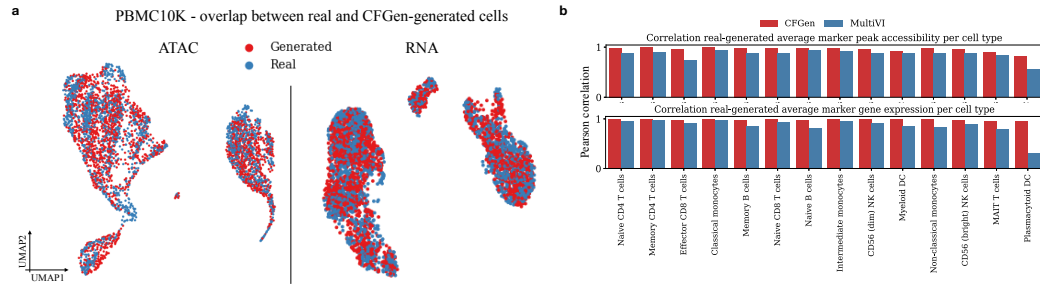 a
PBMC10K - overlap between real and CFGen-generated cells
ATAC
Generated
Real
RNA
UMAP2
UMAP1
b
CFGen
MultiVI
Correlation real-generated average marker peak accessibility per cell type
1
0
Correlation real-generated average marker gene expression per cell type
1
0
Pearson correlation
Naive CD4 T cells
Memory CD4 T cells
Effector CD8 T cells
Classical monocytes
Memory B cells
Naive CD8 T cells
Naive B cells
Intermediate monocytes
CD56 (dim) NK cells
Myeloid DC
Non-classical monocytes
CD56 (bright) NK cells
MAIT T cells
Plasmacytoid DC